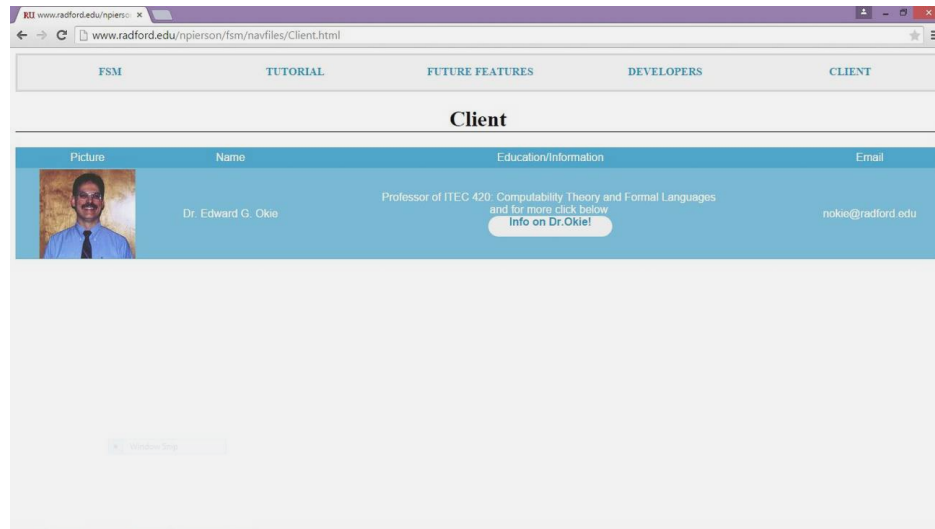 RU www.radford.edu/npierso
www.radford.edu/npierson/fsm/navfiles/Client.html
FSM TUTORIAL FUTURE FEATURES DEVELOPERS CLIENT
Client
Picture Name Education/Information Email
Dr. Edward G. Okie
Professor of ITEC 420: Computability Theory and Formal Languages
and for more click below
Info on Dr.Okie!
nokie@radford.edu
Window Snip